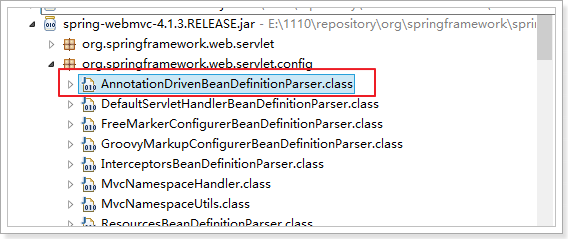 spring-webmvc-4.1.3.RELEASE.jar - E:\1110\repository\org\springframework\spri
org.springframework.web.servlet
org.springframework.web.servlet.config
AnnotationDrivenBeanDefinitionParser.class
DefaultServletHandlerBeanDefinitionParser.class
FreeMarkerConfigurerBeanDefinitionParser.class
GroovyMarkupConfigurerBeanDefinitionParser.class
InterceptorsBeanDefinitionParser.class
MvcNamespaceHandler.class
MvcNamespaceUtils.class
ResourcesBeanDefinitionParser.class